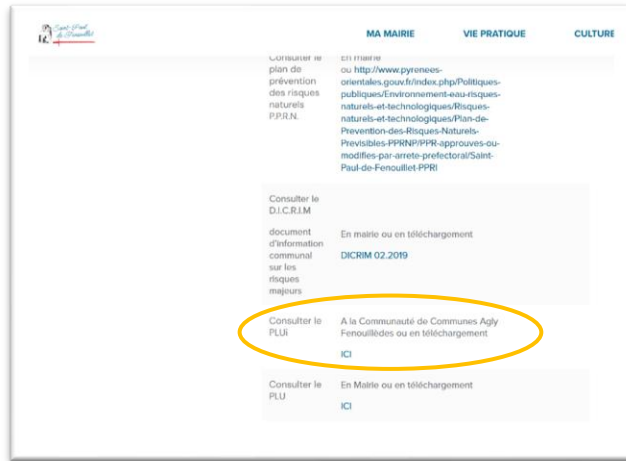 Saint-Paul
de Fenouillet
MA MAIRIE VIE PRATIQUE CULTURE
Consulter le
plan de
prévention
des risques
naturels
P.P.R.N.
En mairie
ou http://www.pyrenees-
orientales.gouv.fr/index.php/Politiques-
publiques/Environnement-eau-risques-
naturels-et-technologiques/Risques-
naturels-et-technologiques/Plan-de-
Prevention-des-Risques-Naturels-
Previsibles-PPRNP/PPR-approuves-ou-
modifies-par-arrete-prefectoral/Saint-
Paul-de-Fenouillet-PPRI
Consulter le
D.I.C.R.I.M
document
d'information
communal
sur les
risques
majeurs
En mairie ou en téléchargement
DICRIM 02.2019
Consulter le
PLUi
A la Communauté de Communes Agly
Fenouillèdes ou en téléchargement
ICI
Consulter le
PLU
En Mairie ou en téléchargement
ICI